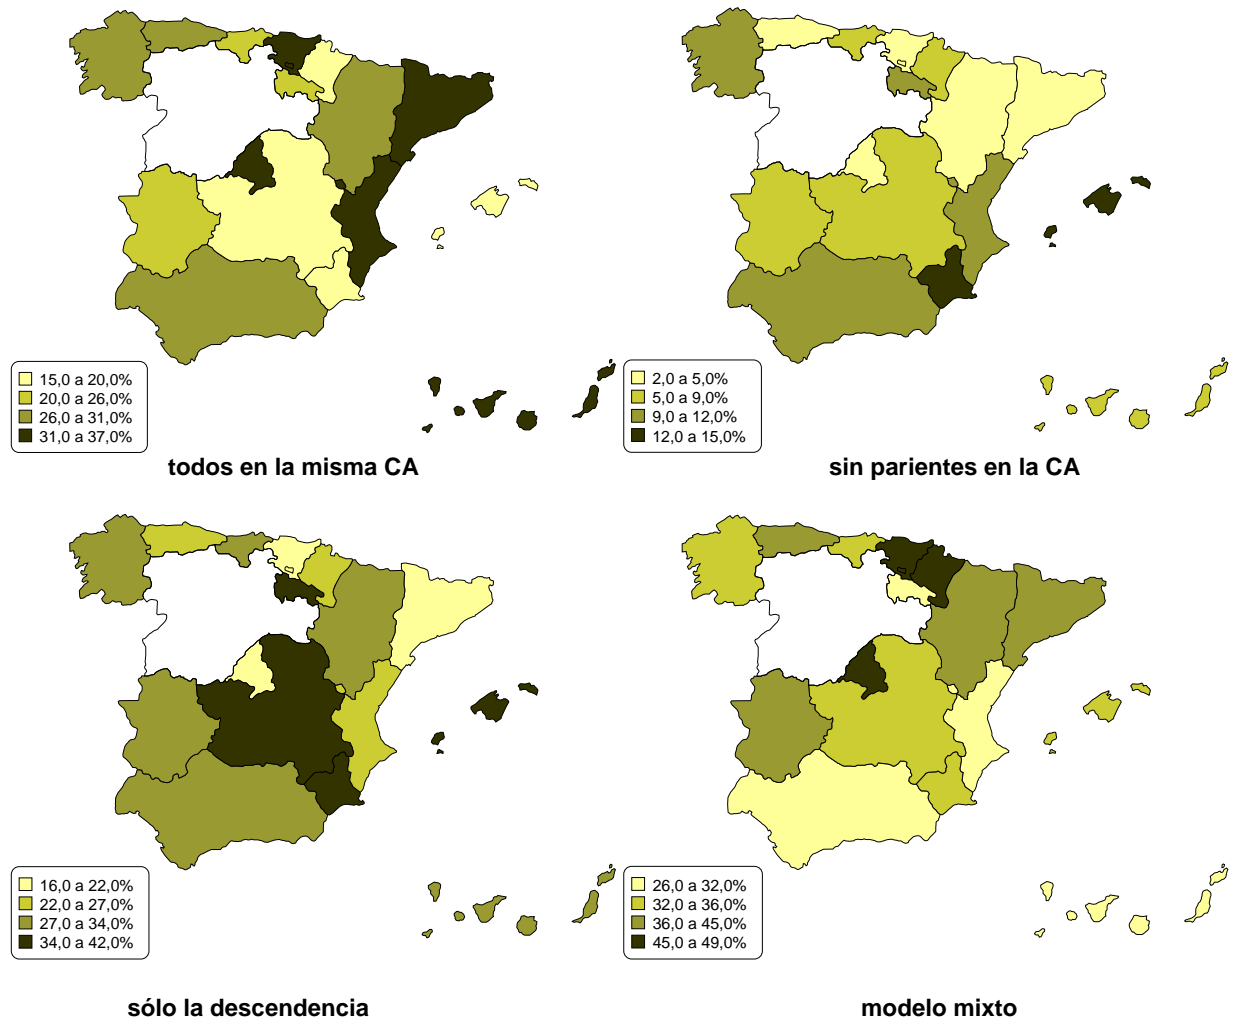 15,0 a 20,0%
20,0 a 26,0%
26,0 a 31,0%
31,0 a 37,0%
todos en la misma CA
2,0 a 5,0%
5,0 a 9,0%
9,0 a 12,0%
12,0 a 15,0%
sin parientes en la CA
16,0 a 22,0%
22,0 a 27,0%
27,0 a 34,0%
34,0 a 42,0%
sólo la descendencia
26,0 a 32,0%
32,0 a 36,0%
36,0 a 45,0%
45,0 a 49,0%
modelo mixto